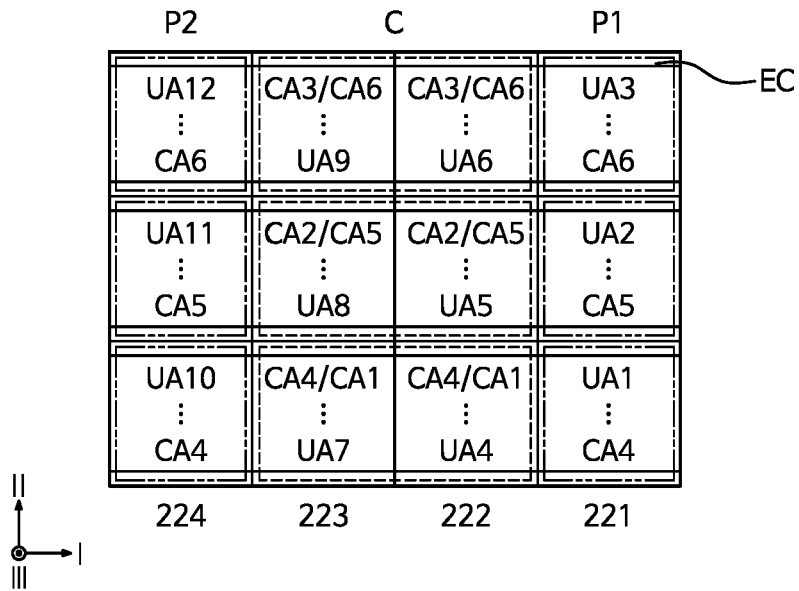 P2 C P1
EC
UA12 CA3/CA6 CA3/CA6 UA3
⋮ ⋮ ⋮ ⋮
CA6 UA9 UA6 CA6
UA11 CA2/CA5 CA2/CA5 UA2
⋮ ⋮ ⋮ ⋮
CA5 UA8 UA5 CA5
UA10 CA4/CA1 CA4/CA1 UA1
⋮ ⋮ ⋮ ⋮
CA4 UA7 UA4 CA4
II
224 223 222 221
I
III